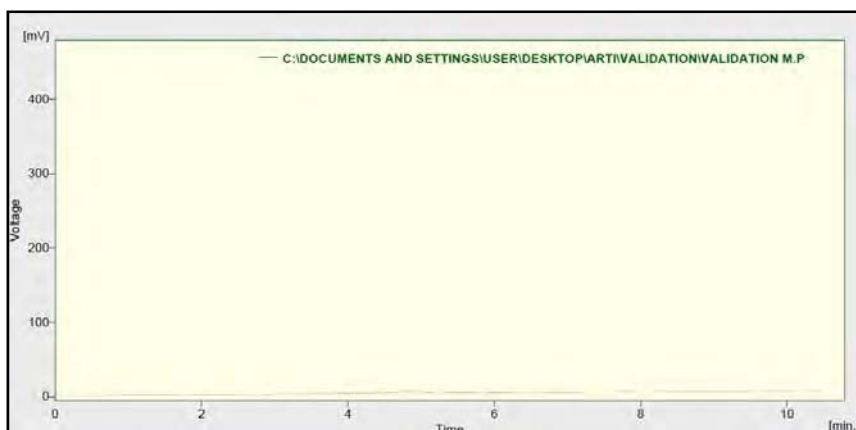 [mV]
C:\DOCUMENTS AND SETTINGS\USER\DESKTOP\ARTI\VALIDATION\VALIDATION M.P
400
300
200
100
0
Voltage
0 2 4 6 8 10
Time
[min.